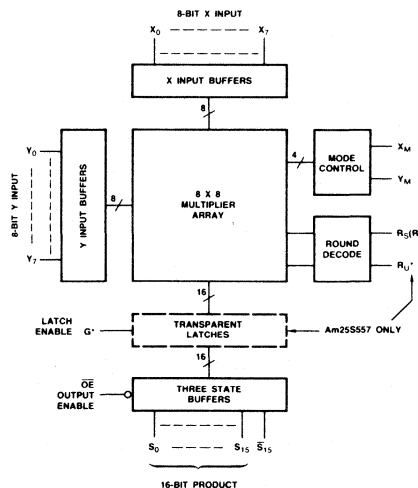 8-BIT X INPUT
X0 X7
X INPUT BUFFERS
8
8-BIT Y INPUT
Y0
Y7
Y INPUT BUFFERS
8
8 X 8
MULTIPLIER
ARRAY
4
MODE
CONTROL
XM
YM
ROUND
DECODE
RS(R
RU*
16
LATCH
ENABLE G*
TRANSPARENT
LATCHES
Am25S557 ONLY
16
OE
OUTPUT
ENABLE
THREE STATE
BUFFERS
S0 S15 S̅15
16-BIT PRODUCT